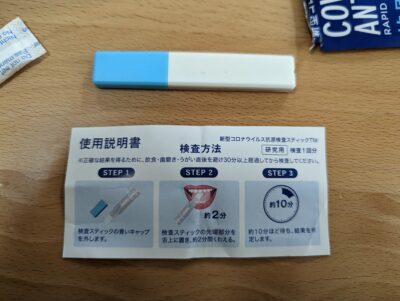 Do not eat
COV
AN
RAPID
使用説明書
新型コロナウイルス抗原検査スティックTM
検査方法
研究用 検査1回分
※正確な結果を得るために、飲食・歯磨き・うがい直後を避け30分以上経過してから検査してください。
STEP 1
STEP 2
STEP 3
約2分
約10分
検査スティックの青いキャップ
を外します。
検査スティックの先端部分を
舌上に置き、約2分間くわえる。
約10分ほど待ち、結果を判
定します。